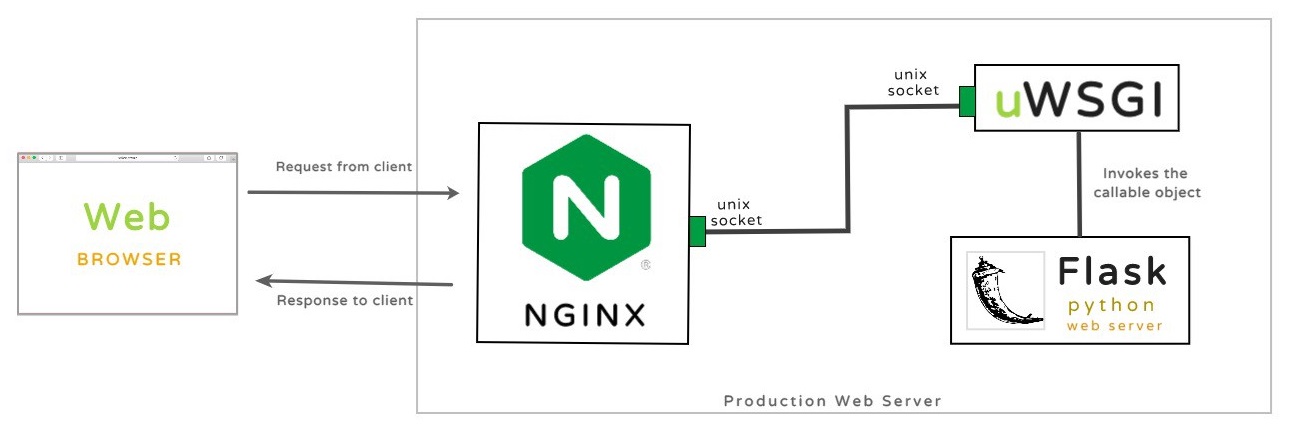 Web
BROWSER
Request from client
Response to client
N
®
NGINX
unix
socket
unix
socket
uWSGI
Invokes the
callable object
Flask
python
web server
Production Web Server